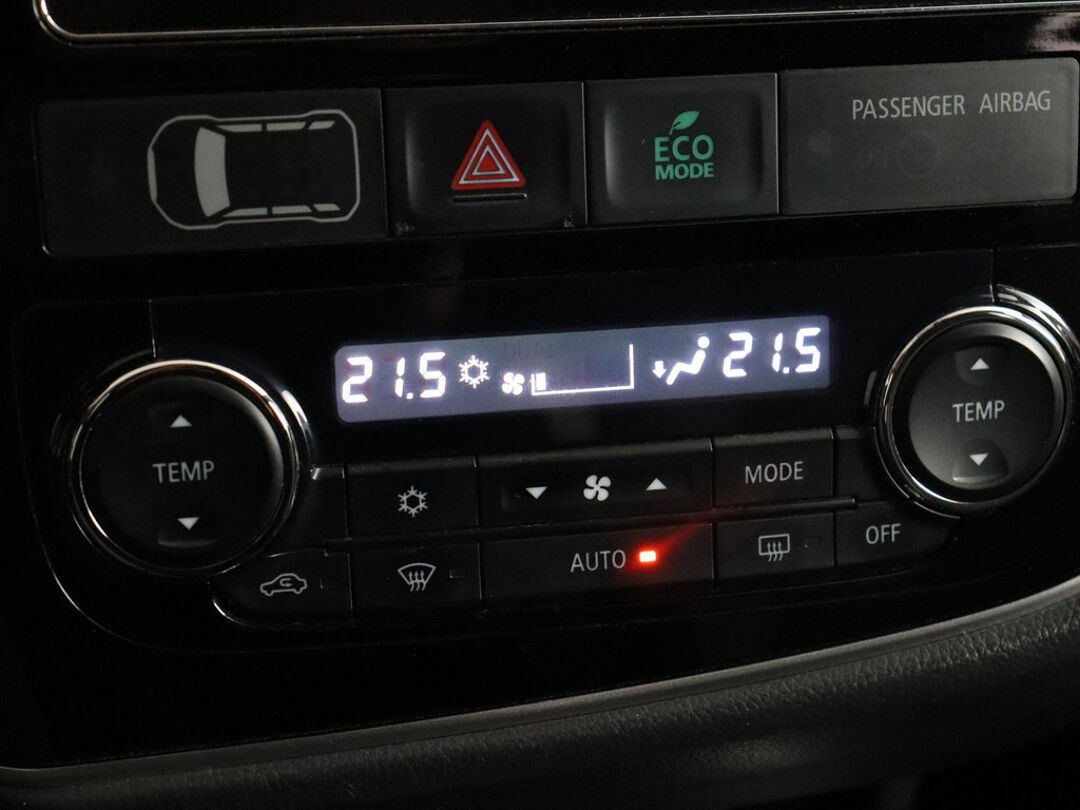 PASSENGER AIRBAG
ECO
MODE
21.5 21.5
TEMP
TEMP
MODE
AUTO
OFF